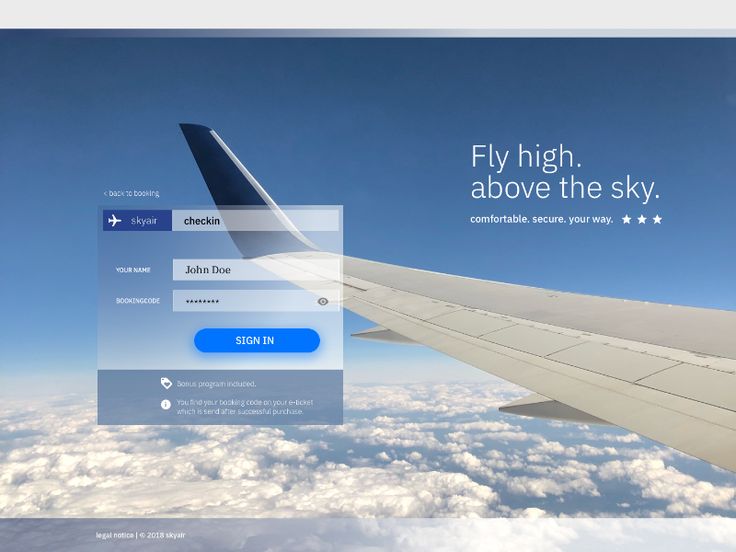 Fly high.
above the sky.
comfortable. secure. your way.
< back to booking
skyair
checkin
YOUR NAME
John Doe
BOOKINGCODE
********
SIGN IN
Bonus program included.
You find your booking code on your e-ticket
which is send after successful purchase.
legal notice | © 2018 skyair